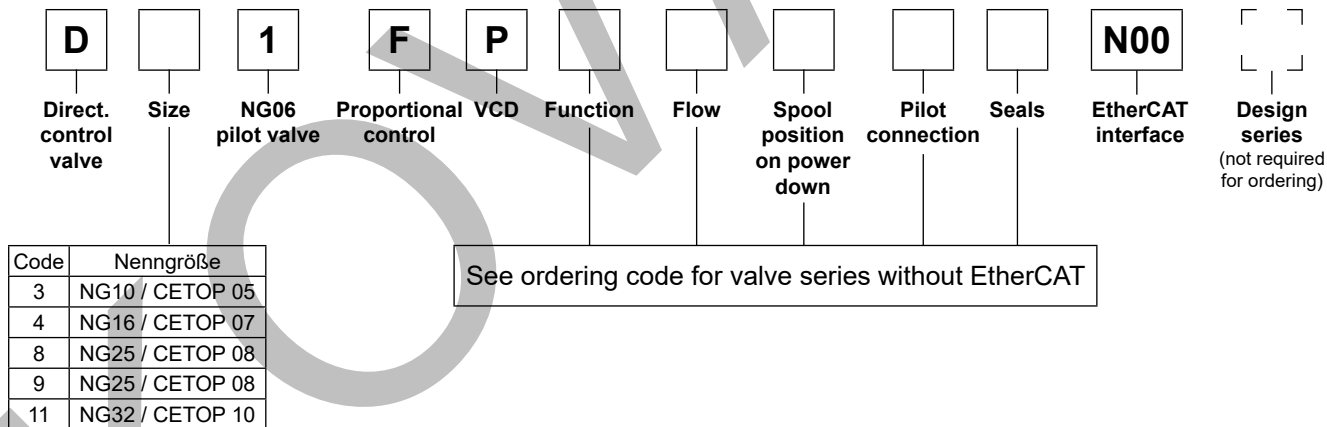 D 1 F P N00
Direct. control valve
Size
NG06 pilot valve
Proportional control
VCD
Function
Flow
Spool position on power down
Pilot connection
Seals
EtherCAT interface
Design series (not required for ordering)
Code Nenngröße
3 NG10 / CETOP 05
4 NG16 / CETOP 07
8 NG25 / CETOP 08
9 NG25 / CETOP 08
11 NG32 / CETOP 10
See ordering code for valve series without EtherCAT